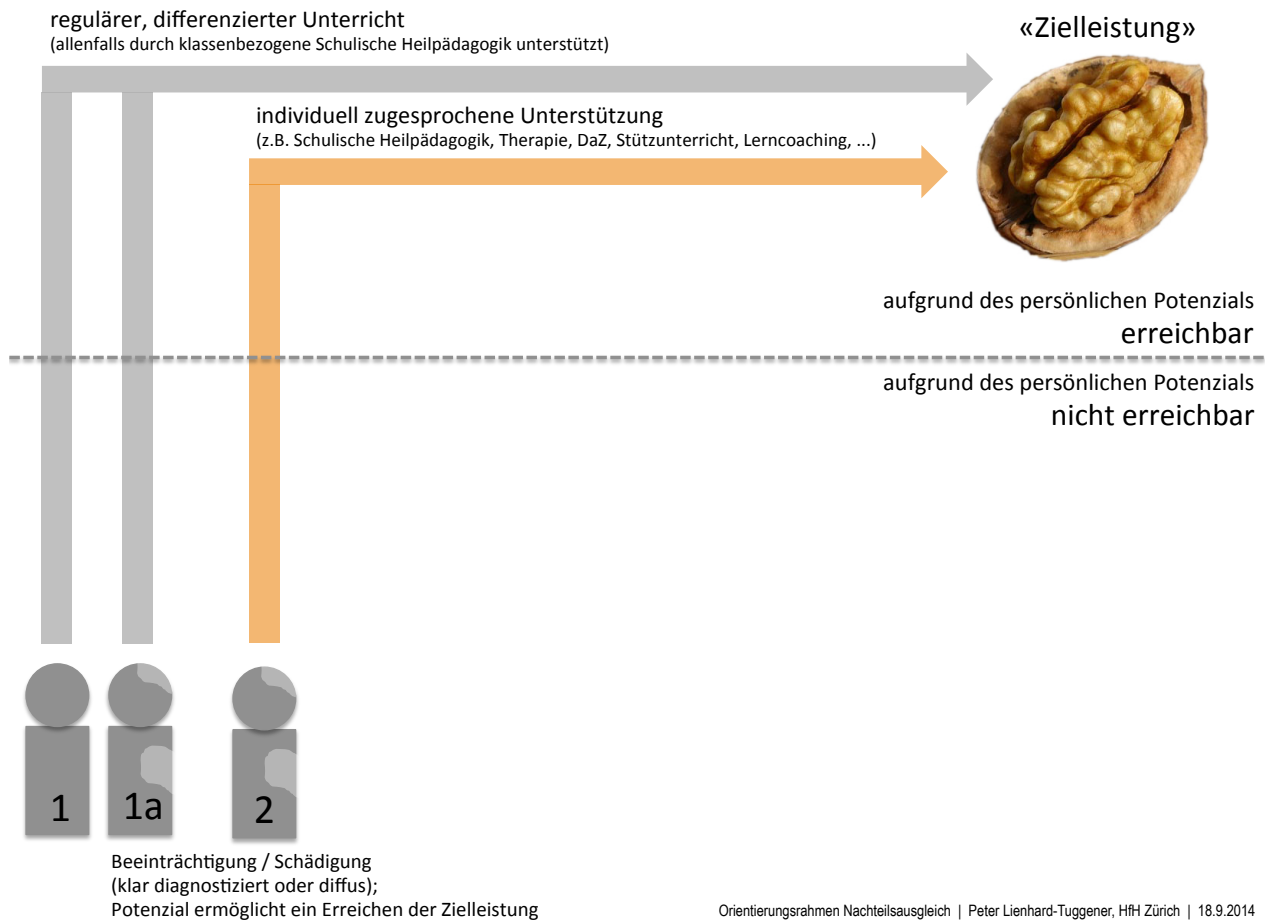 regulärer, differenzierter Unterricht
(allenfalls durch klassenbezogene Schulische Heilpädagogik unterstützt)
«Zielleistung»
individuell zugesprochene Unterstützung
(z.B. Schulische Heilpädagogik, Therapie, DaZ, Stützunterricht, Lerncoaching, ...)
aufgrund des persönlichen Potenzials
erreichbar
aufgrund des persönlichen Potenzials
nicht erreichbar
1
1a
2
Beeinträchtigung / Schädigung
(klar diagnostiziert oder diffus);
Potenzial ermöglicht ein Erreichen der Zielleistung
Orientierungsrahmen Nachteilsausgleich | Peter Lienhard-Tuggener, HfH Zürich | 18.9.2014